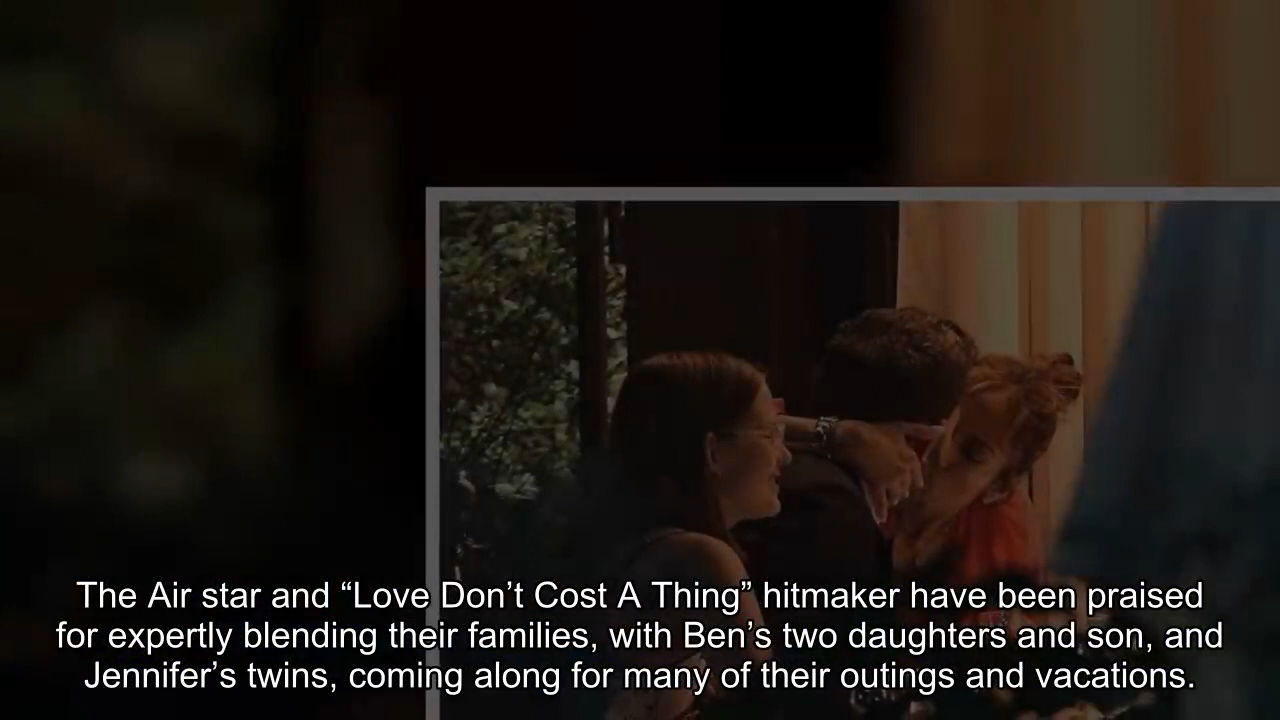 The Air star and “Love Don’t Cost A Thing” hitmaker have been praised
for expertly blending their families, with Ben’s two daughters and son, and
Jennifer’s twins, coming along for many of their outings and vacations.